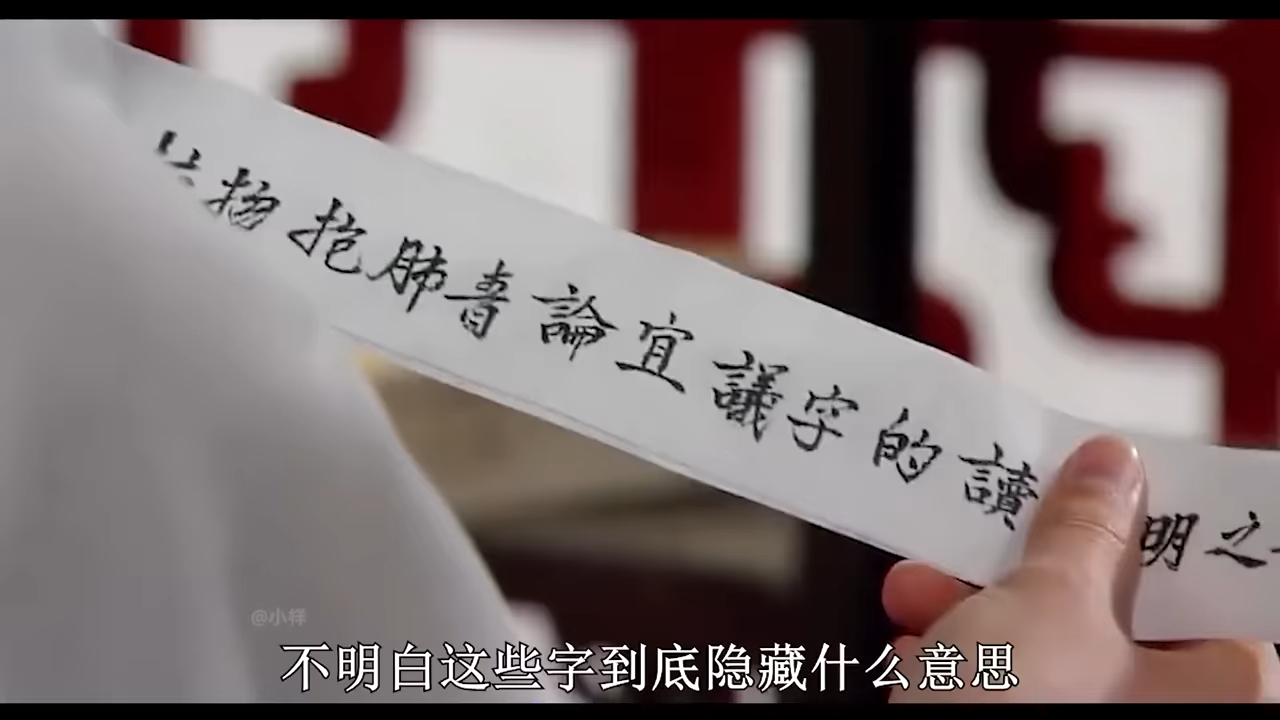 扬抱肺青論宜議字的讀
明之
@小样
不明白这些字到底隐藏什么意思